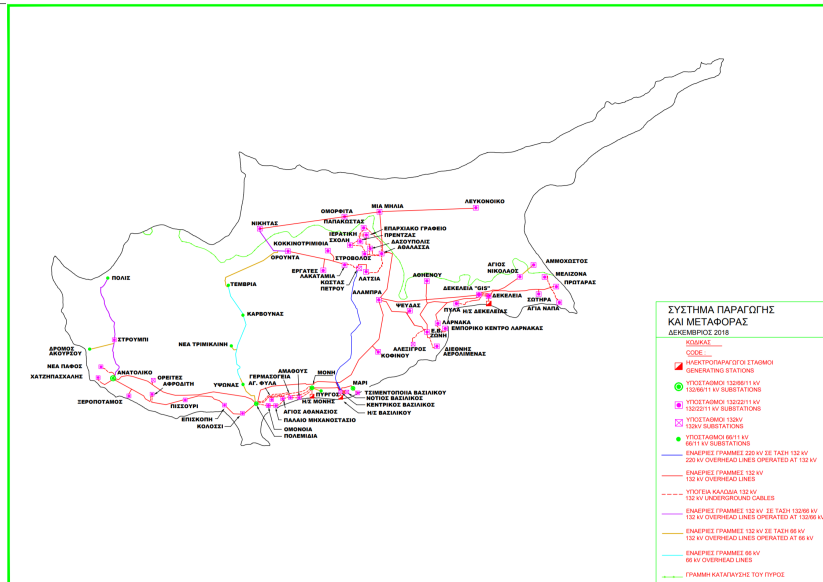 ΛΕΥΚΟΝΟΙΚΟ
ΜΙΑ ΜΗΛΙΑ
ΟΜΟΡΦΙΤΑ
ΠΑΠΑΚΩΣΤΑΣ
ΝΙΚΗΤΑΣ
ΕΠΑΡΧΙΑΚΟ ΓΡΑΦΕΙΟ
ΙΕΡΑΤΙΚΗ
ΣΧΟΛΗ
ΠΡΕΝΤΖΑΣ
ΔΑΣΟΥΠΟΛΙΣ
ΑΘΑΛΑΣΣΑ
ΚΟΚΚΙΝΟΤΡΙΜΙΘΙΑ
ΣΤΡΟΒΟΛΟΣ
ΟΡΟΥΝΤΑ
ΕΡΓΑΤΕΣ
ΛΑΚΑΤΑΜΙΑ
ΚΩΣΤΑΣ
ΠΕΤΡΟΥ
ΛΑΤΣΙΑ
ΑΛΑΜΠΡΑ
ΑΘΗΕΝΟΥ
ΑΓΙΟΣ
ΝΙΚΟΛΑΟΣ
ΑΜΜΟΧΩΣΤΟΣ
ΜΕΛΙΖΩΝΑ
ΠΡΩΤΑΡΑΣ
ΔΕΚΕΛΕΙΑ "GIS"
ΔΕΚΕΛΕΙΑ
ΣΩΤΗΡΑ
ΑΓΙΑ ΝΑΠΑ
ΠΟΛΙΣ
ΤΕΜΒΡΙΑ
ΨΕΥΔΑΣ
ΠΥΛΑ
Η/Σ ΔΕΚΕΛΕΙΑΣ
ΚΑΡΒΟΥΝΑΣ
ΛΑΡΝΑΚΑ
ΕΜΠΟΡΙΚΟ ΚΕΝΤΡΟ ΛΑΡΝΑΚΑΣ
Ε.Β.
ΖΩΝΗ
ΣΤΡΟΥΜΠΙ
ΔΡΟΜΟΣ
ΑΚΟΥΡΣΟΥ
ΝΕΑ ΤΡΙΜΙΚΛΙΝΗ
ΚΟΦΙΝΟΥ
ΑΛΕΞΙΓΡΟΣ
ΔΙΕΘΝΗΣ
ΑΕΡΟΛΙΜΕΝΑΣ
ΝΕΑ ΠΑΦΟΣ
ΑΝΑΤΟΛΙΚΟ
ΧΑΤΖΗΠΑΣΧΑΛΗΣ
ΟΡΕΙΤΕΣ
ΑΦΡΟΔΙΤΗ
ΞΕΡΟΠΟΤΑΜΟΣ
ΠΙΣΣΟΥΡΙ
ΥΨΩΝΑΣ
ΑΜΑΘΟΥΣ
ΓΕΡΜΑΣΟΓΕΙΑ
ΑΓ. ΦΥΛΑ
ΜΟΝΗ
ΜΑΡΙ
ΤΣΙΜΕΝΤΟΠΟΙΙΑ ΒΑΣΙΛΙΚΟΥ
ΝΟΤΙΟΣ ΒΑΣΙΛΙΚΟΣ
ΠΥΡΓΟΣ
ΚΕΝΤΡΙΚΟΣ ΒΑΣΙΛΙΚΟΣ
Η/Σ ΜΟΝΗΣ
Η/Σ ΒΑΣΙΛΙΚΟΥ
ΑΓΙΟΣ ΑΘΑΝΑΣΙΟΣ
ΠΑΛΑΙΟ ΜΗΧΑΝΟΣΤΑΣΙΟ
ΕΠΙΣΚΟΠΗ
ΚΟΛΟΣΣΙ
ΟΜΟΝΟΙΑ
ΠΟΛΕΜΙΔΙΑ
ΣΥΣΤΗΜΑ ΠΑΡΑΓΩΓΗΣ
ΚΑΙ ΜΕΤΑΦΟΡΑΣ
ΔΕΚΕΜΒΡΙΟΣ 2018
ΚΩΔΙΚΑΣ
CODE
ΗΛΕΚΤΡΟΠΑΡΑΓΩΓΟΙ ΣΤΑΘΜΟΙ
GENERATING STATIONS
ΥΠΟΣΤΑΘΜΟΙ 132/66/11 kV
132/66/11 kV SUBSTATIONS
ΥΠΟΣΤΑΘΜΟΙ 132/22/11 kV
132/22/11 kV SUBSTATIONS
ΥΠΟΣΤΑΘΜΟΙ 132kV
132kV SUBSTATIONS
ΥΠΟΣΤΑΘΜΟΙ 66/11 kV
66/11 kV SUBSTATIONS
ΕΝΑΕΡΙΕΣ ΓΡΑΜΜΕΣ 220 kV ΣΕ ΤΑΣΗ 132 kV
220 kV OVERHEAD LINES OPERATED AT 132 kV
ΕΝΑΕΡΙΕΣ ΓΡΑΜΜΕΣ 132 kV
132 kV OVERHEAD LINES
ΥΠΟΓΕΙΑ ΚΑΛΩΔΙΑ 132 kV
132 kV UNDERGROUND CABLES
ΕΝΑΕΡΙΕΣ ΓΡΑΜΜΕΣ 132 kV ΣΕ ΤΑΣΗ 132/66 kV
132 kV OVERHEAD LINES OPERATED AT 132/66 kV
ΕΝΑΕΡΙΕΣ ΓΡΑΜΜΕΣ 132 kV ΣΕ ΤΑΣΗ 66 kV
132 kV OVERHEAD LINES OPERATED AT 66 kV
ΕΝΑΕΡΙΕΣ ΓΡΑΜΜΕΣ 66 kV
66 kV OVERHEAD LINES
ΓΡΑΜΜΗ ΚΑΤΑΠΑΥΣΗΣ ΤΟΥ ΠΥΡΟΣ